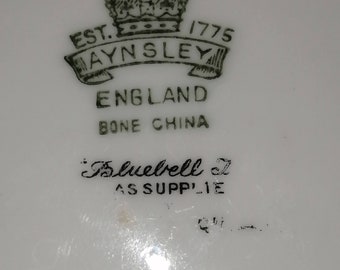 EST. 1775
AYNSLEY
ENGLAND
BONE CHINA
Bluebell
AS SUPPLIE